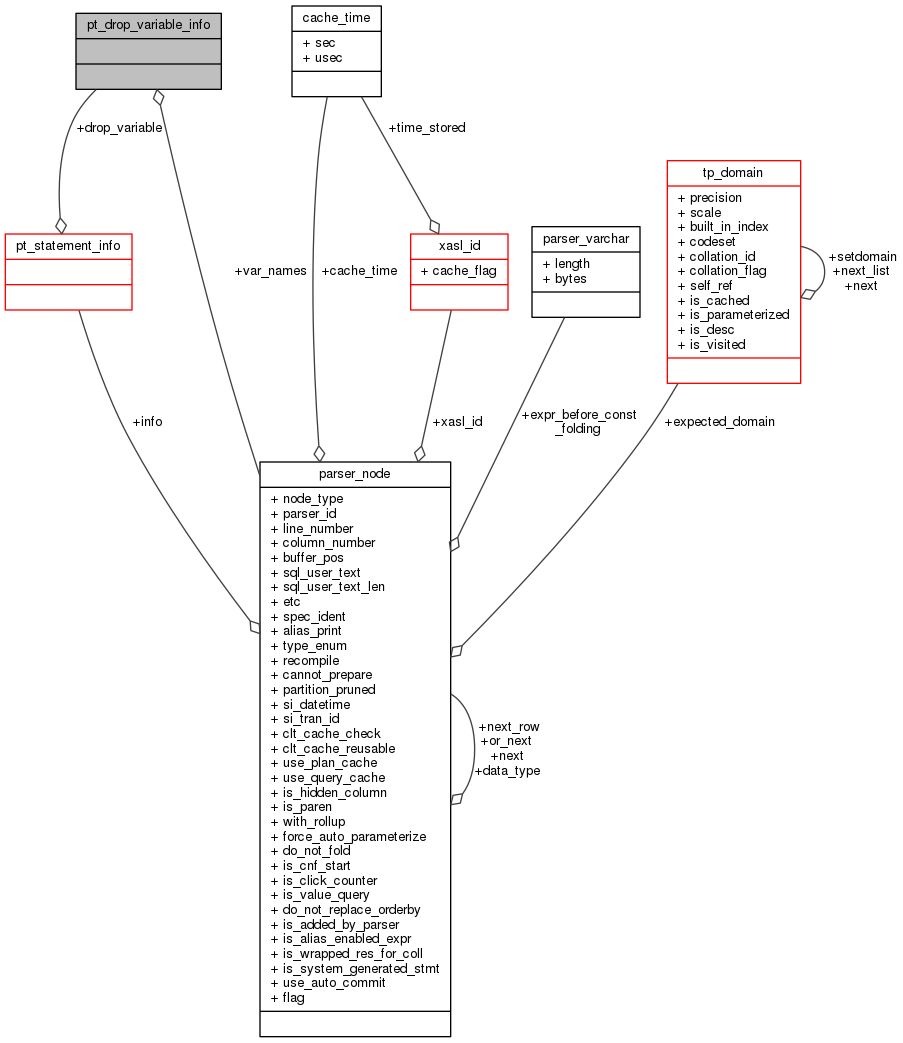 pt_drop_variable_info
cache_time
+ sec
+ usec
+drop_variable
+time_stored
tp_domain
+ precision
+ scale
+ built_in_index
+ codeset
+ collation_id
+ collation_flag
+ self_ref
+ is_cached
+ is_parameterized
+ is_desc
+ is_visited
+setdomain
+next_list
+next
pt_statement_info
xasl_id
+ cache_flag
parser_varchar
+ length
+ bytes
+var_names
+cache_time
+info
+xasl_id
+expr_before_const
_folding
+expected_domain
parser_node
+ node_type
+ parser_id
+ line_number
+ column_number
+ buffer_pos
+ sql_user_text
+ sql_user_text_len
+ etc
+ spec_ident
+ alias_print
+ type_enum
+ recompile
+ cannot_prepare
+ partition_pruned
+ si_datetime
+ si_tran_id
+ clt_cache_check
+ clt_cache_reusable
+ use_plan_cache
+ use_query_cache
+ is_hidden_column
+ is_paren
+ with_rollup
+ force_auto_parameterize
+ do_not_fold
+ is_cnf_start
+ is_click_counter
+ is_value_query
+ do_not_replace_orderby
+ is_added_by_parser
+ is_alias_enabled_expr
+ is_wrapped_res_for_coll
+ is_system_generated_stmt
+ use_auto_commit
+ flag
+next_row
+or_next
+next
+data_type